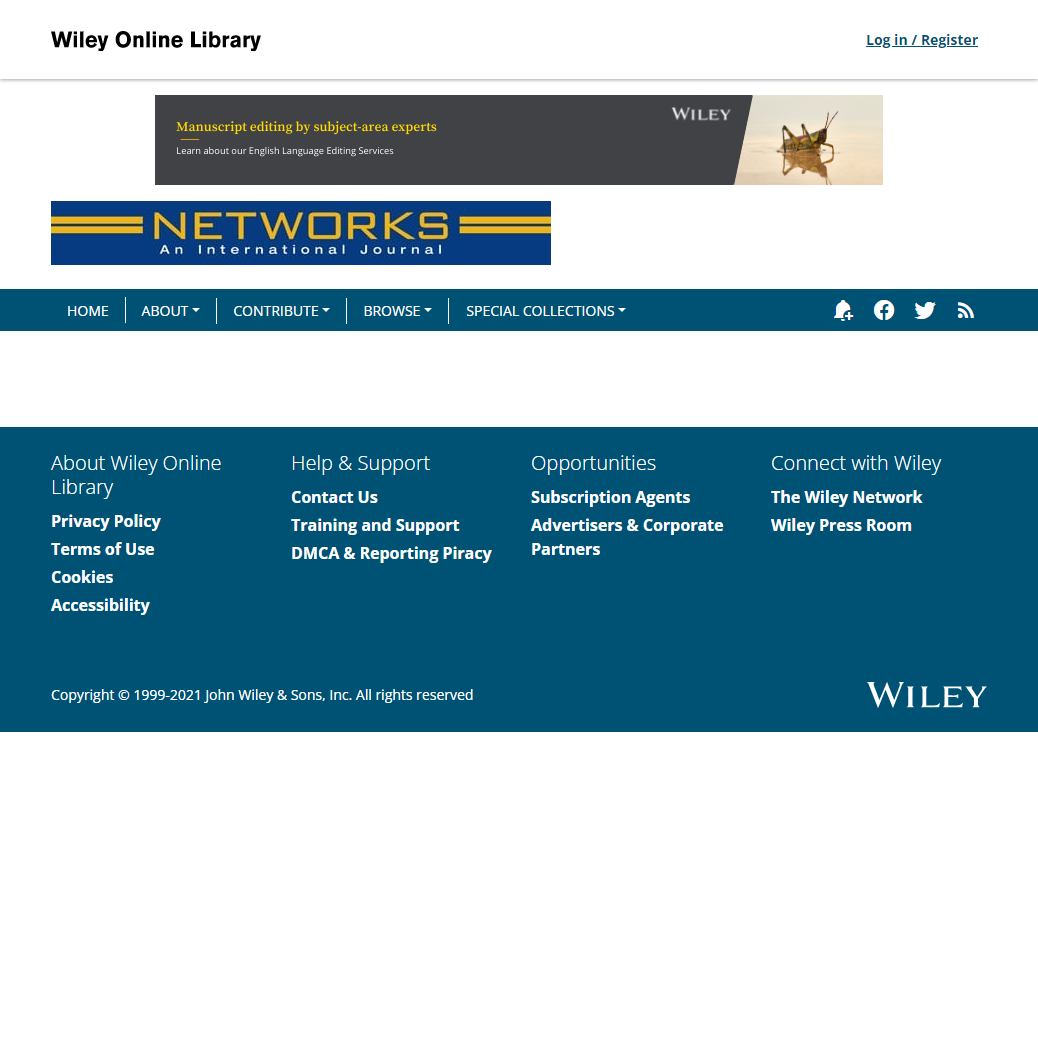 Wiley Online Library
Log in / Register
Manuscript editing by subject-area experts
Learn about our English Language Editing Services
WILEY
NETWORKS
An International Journal
HOME
ABOUT
CONTRIBUTE
BROWSE
SPECIAL COLLECTIONS
About Wiley Online
Library
Privacy Policy
Terms of Use
Cookies
Accessibility
Help & Support
Contact Us
Training and Support
DMCA & Reporting Piracy
Opportunities
Subscription Agents
Advertisers & Corporate
Partners
Connect with Wiley
The Wiley Network
Wiley Press Room
Copyright © 1999-2021 John Wiley & Sons, Inc. All rights reserved
WILEY